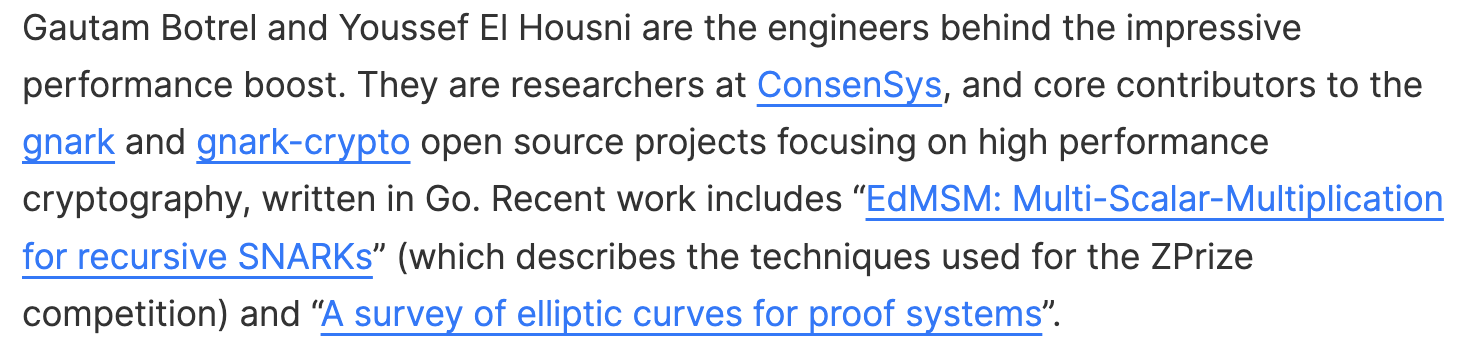 Gautam Botrel and Youssef El Housni are the engineers behind the impressive
performance boost. They are researchers at ConsenSys, and core contributors to the
gnark and gnark-crypto open source projects focusing on high performance
cryptography, written in Go. Recent work includes “EdMSM: Multi-Scalar-Multiplication
for recursive SNARKs” (which describes the techniques used for the ZPrize
competition) and “A survey of elliptic curves for proof systems”.